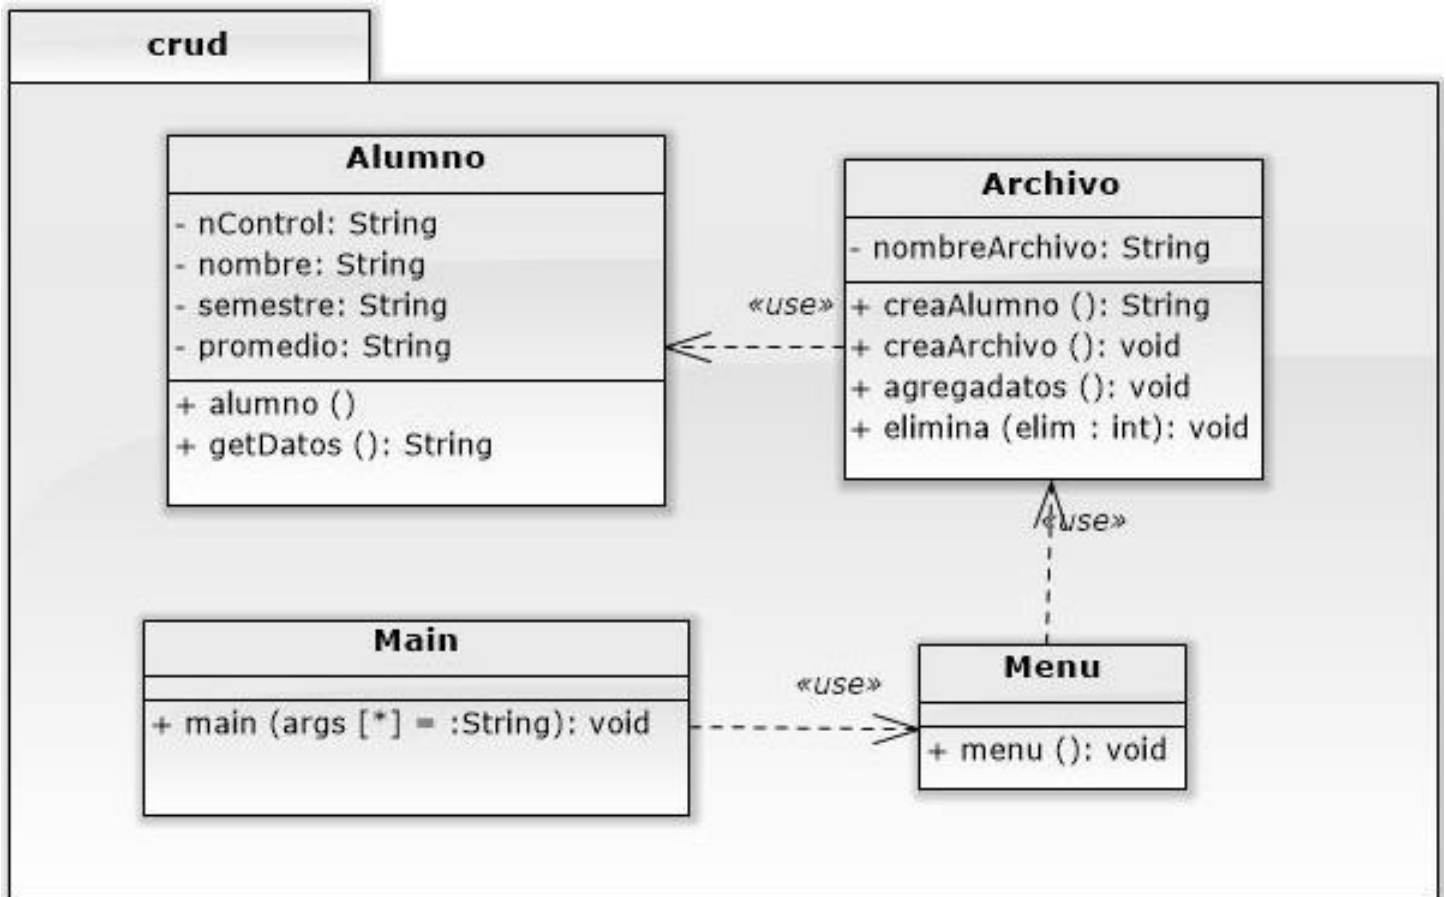 crud
Alumno
- nControl: String
- nombre: String
- semestre: String
- promedio: String
+ alumno ()
+ getDatos (): String
«use»
Archivo
- nombreArchivo: String
+ creaAlumno (): String
+ creaArchivo (): void
+ agregadatos (): void
+ elimina (elim : int): void
«use»
Main
+ main (args [*] = :String): void
«use»
Menu
+ menu (): void